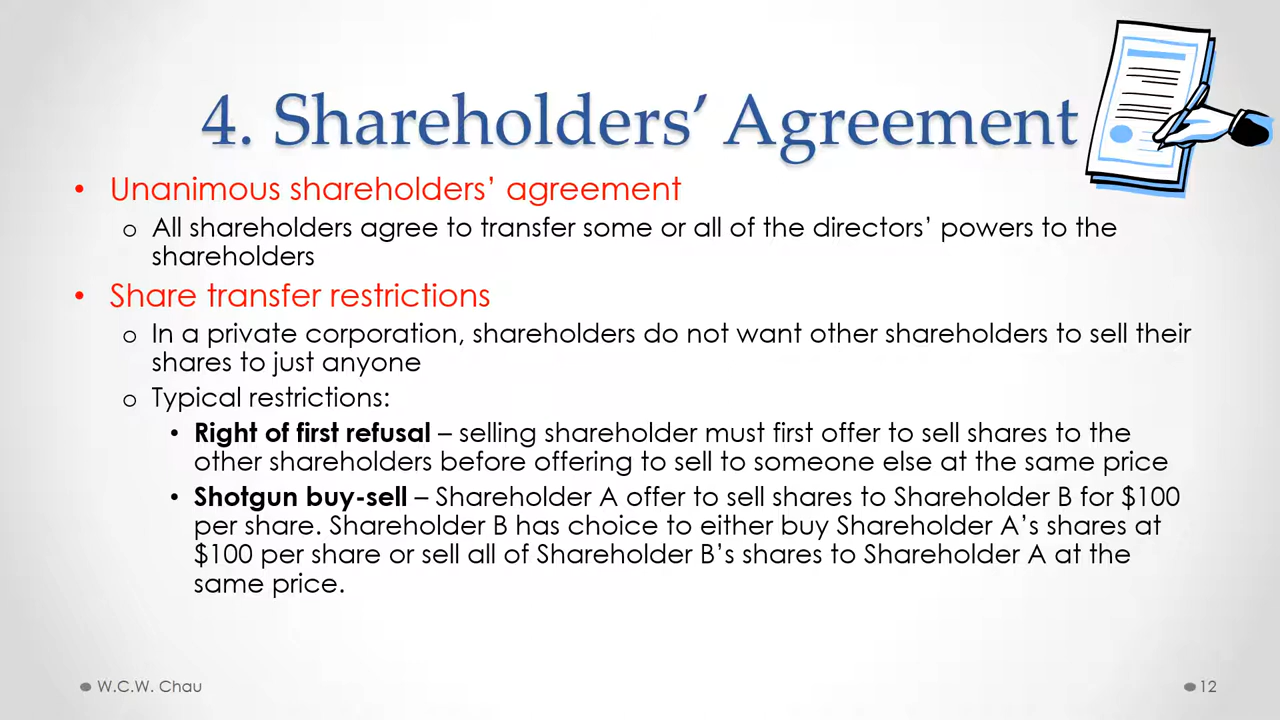 4. Shareholders’ Agreement
• Unanimous shareholders’ agreement
o All shareholders agree to transfer some or all of the directors’ powers to the
shareholders
• Share transfer restrictions
o In a private corporation, shareholders do not want other shareholders to sell their
shares to just anyone
o Typical restrictions:
• Right of first refusal – selling shareholder must first offer to sell shares to the
other shareholders before offering to sell to someone else at the same price
• Shotgun buy-sell – Shareholder A offer to sell shares to Shareholder B for $100
per share. Shareholder B has choice to either buy Shareholder A’s shares at
$100 per share or sell all of Shareholder B’s shares to Shareholder A at the
same price.
W.C.W. Chau
12